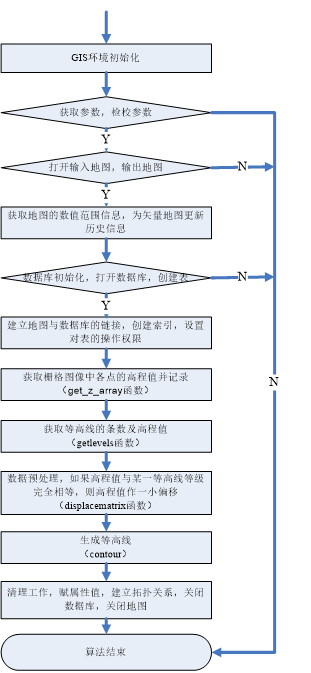 GIS环境初始化
获取参数，检校参数
Y
打开输入地图，输出地图
N
Y
获取地图的数值范围信息，为矢量地图更新
历史信息
数据库初始化，打开数据库，创建表
N
Y
建立地图与数据库的链接，创建索引，设置
对表的操作权限
N
获取栅格图像中各点的高程值并记录
（get_z_array函数）
获取等高线的条数及高程值
（getlevels函数）
数据预处理，如果高程值与某一等高线等级
完全相等，则高程值作一小偏移
（displacematrix函数）
生成等高线
（contour）
清理工作，赋属性值，建立拓扑关系，关闭
数据库，关闭地图
算法结束